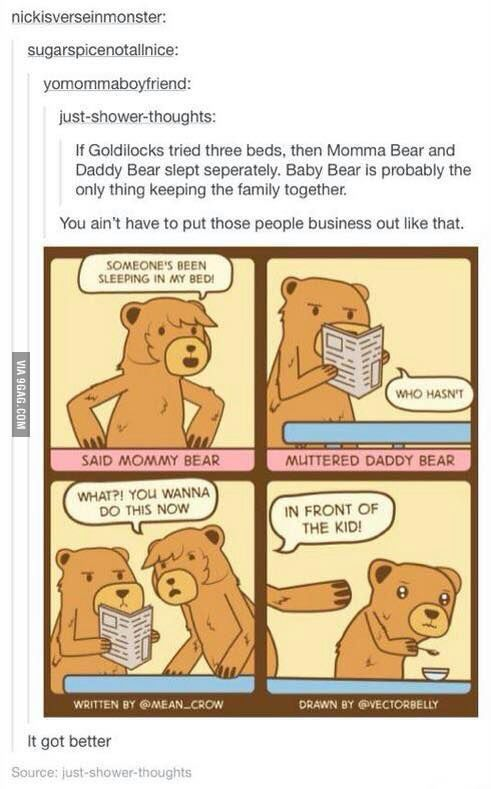 nickisverseinmonster:
sugarspicenotallnice:
yomommaboyfriend:
just-shower-thoughts:
If Goldilocks tried three beds, then Momma Bear and
Daddy Bear slept seperately. Baby Bear is probably the
only thing keeping the family together.
You ain't have to put those people business out like that.
SOMEONE'S BEEN
SLEEPING IN MY BED!
SAID MOMMY BEAR
WHO HASN'T
MUTTERED DADDY BEAR
WHAT?! YOU WANNA
DO THIS NOW
IN FRONT OF
THE KID!
WRITTEN BY @MEAN_CROW
DRAWN BY @VECTORBELLY
VIA 9GAG.COM
It got better
Source: just-shower-thoughts